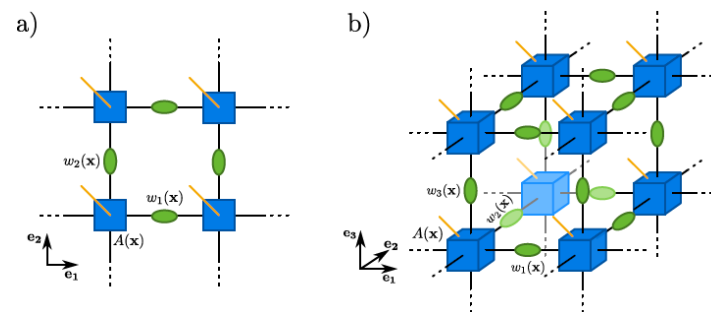 a)
w₂(𝐱)
w₁(𝐱)
A(𝐱)
𝐞₂
𝐞₁
b)
w₃(𝐱)
w₂(𝐱)
A(𝐱)
w₁(𝐱)
𝐞₃
𝐞₂
𝐞₁